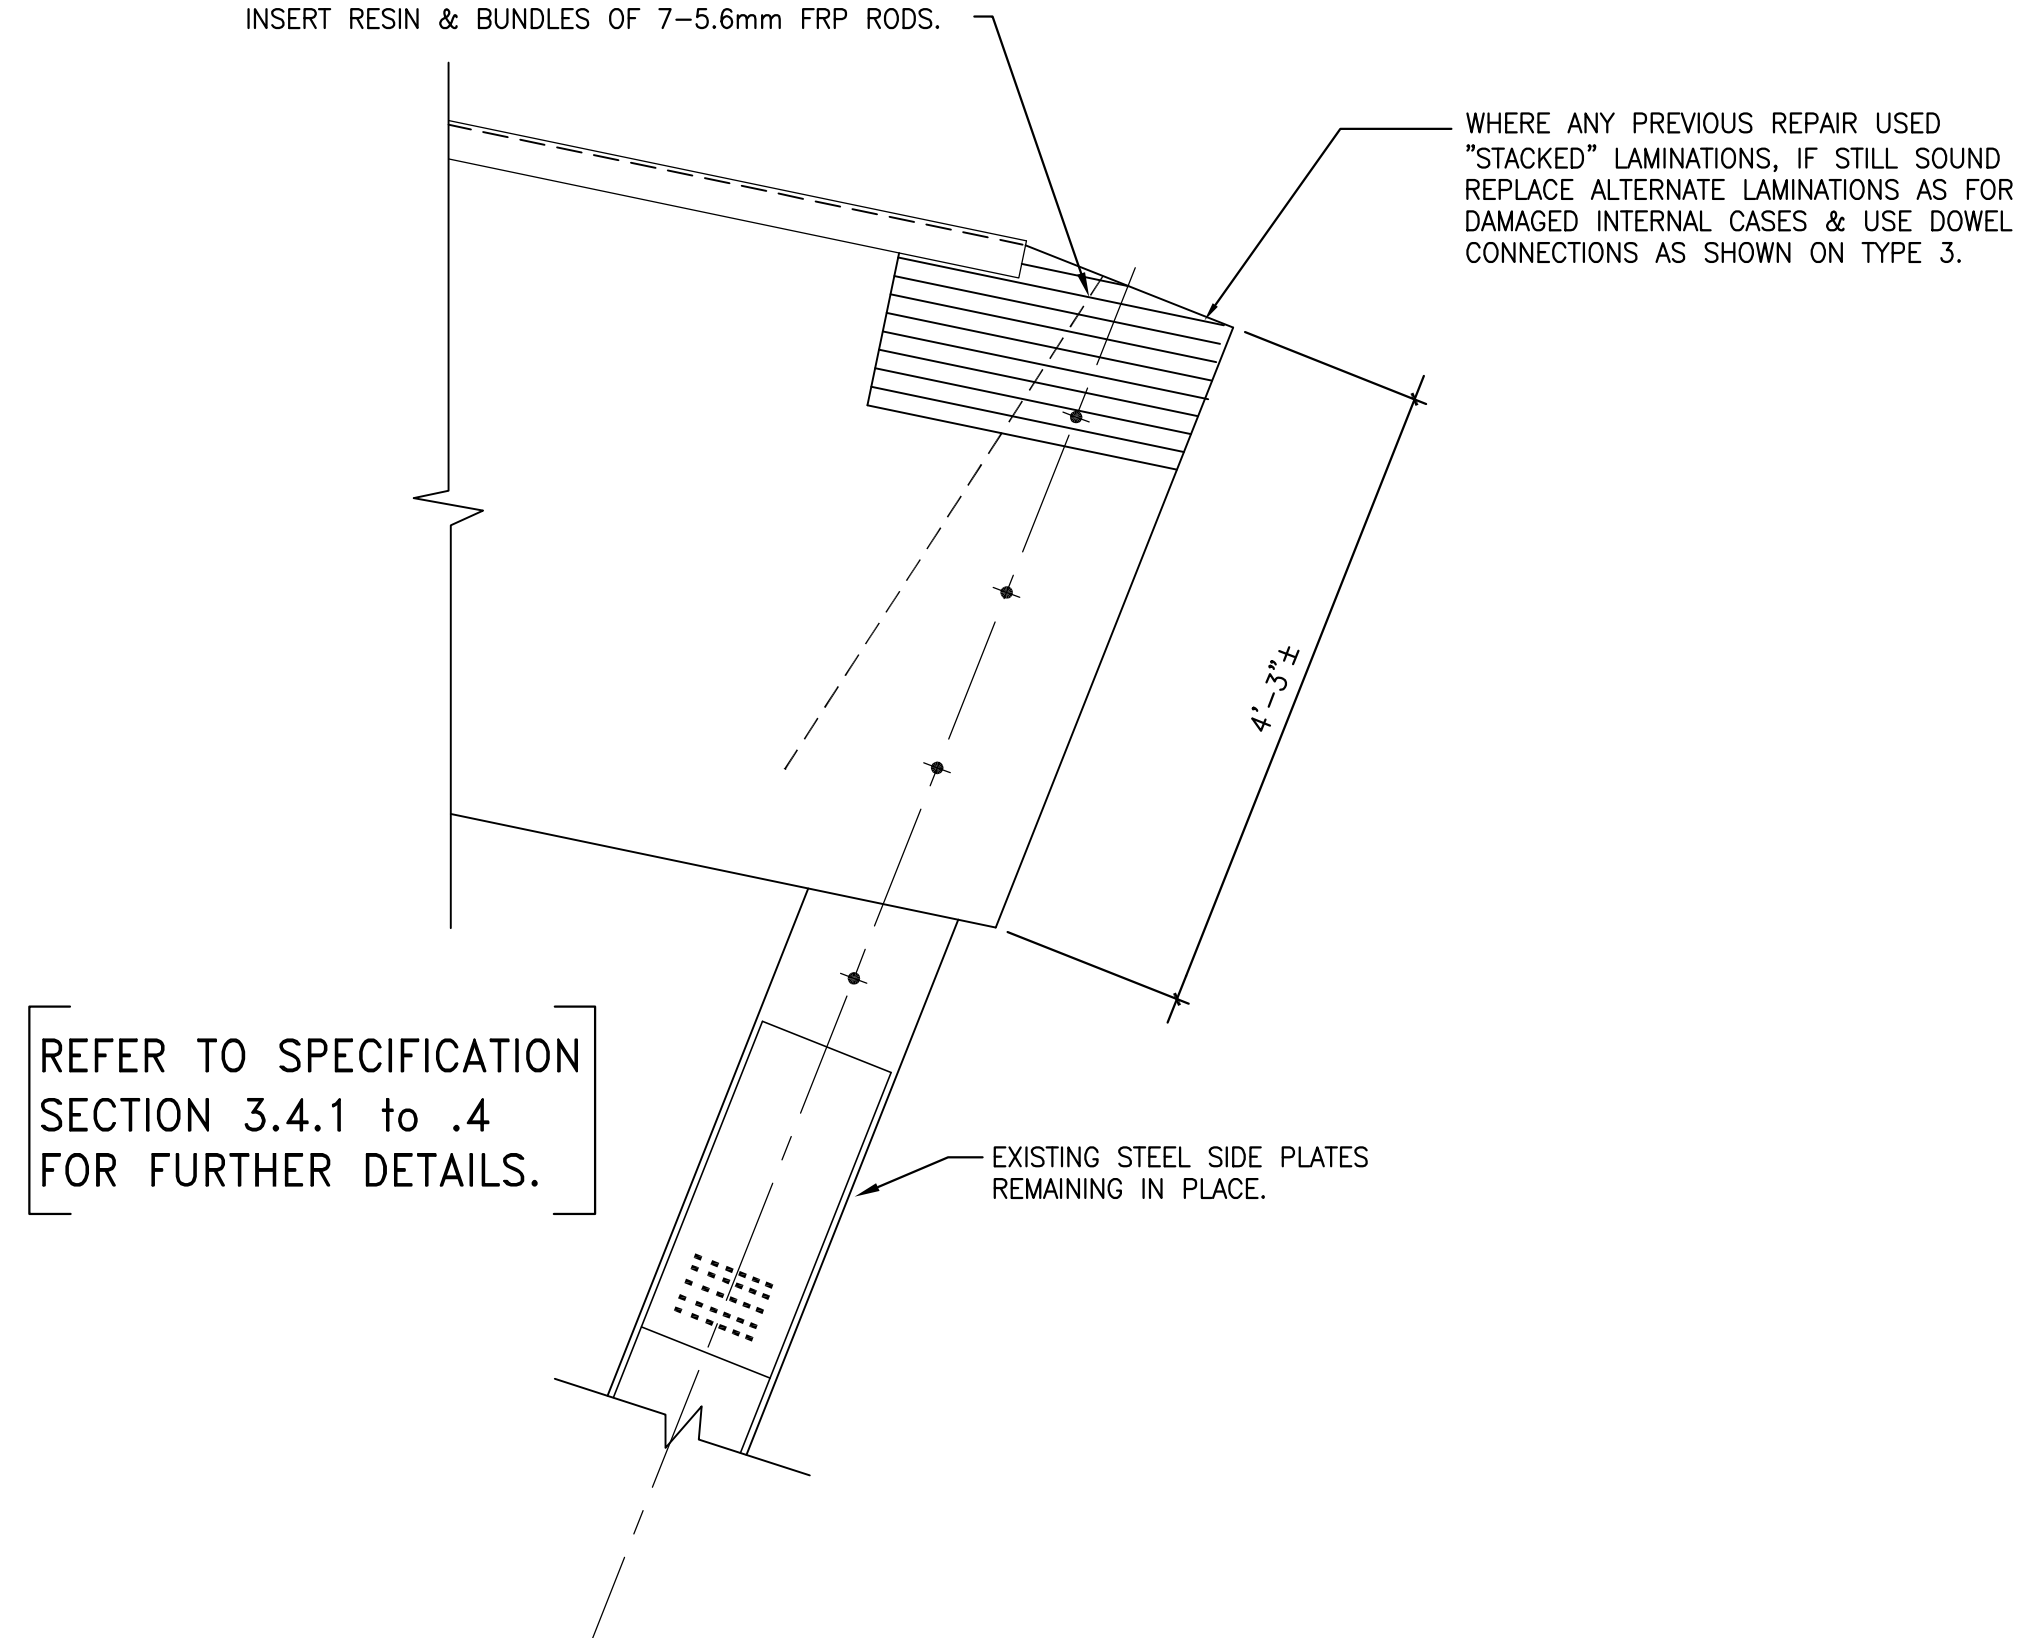 INSERT RESIN & BUNDLES OF 7-5.6mm FRP RODS.
WHERE ANY PREVIOUS REPAIR USED
"STACKED" LAMINATIONS, IF STILL SOUND
REPLACE ALTERNATE LAMINATIONS AS FOR
DAMAGED INTERNAL CASES & USE DOWEL
CONNECTIONS AS SHOWN ON TYPE 3.
4'-3"±
REFER TO SPECIFICATION
SECTION 3.4.1 to .4
FOR FURTHER DETAILS.
EXISTING STEEL SIDE PLATES
REMAINING IN PLACE.